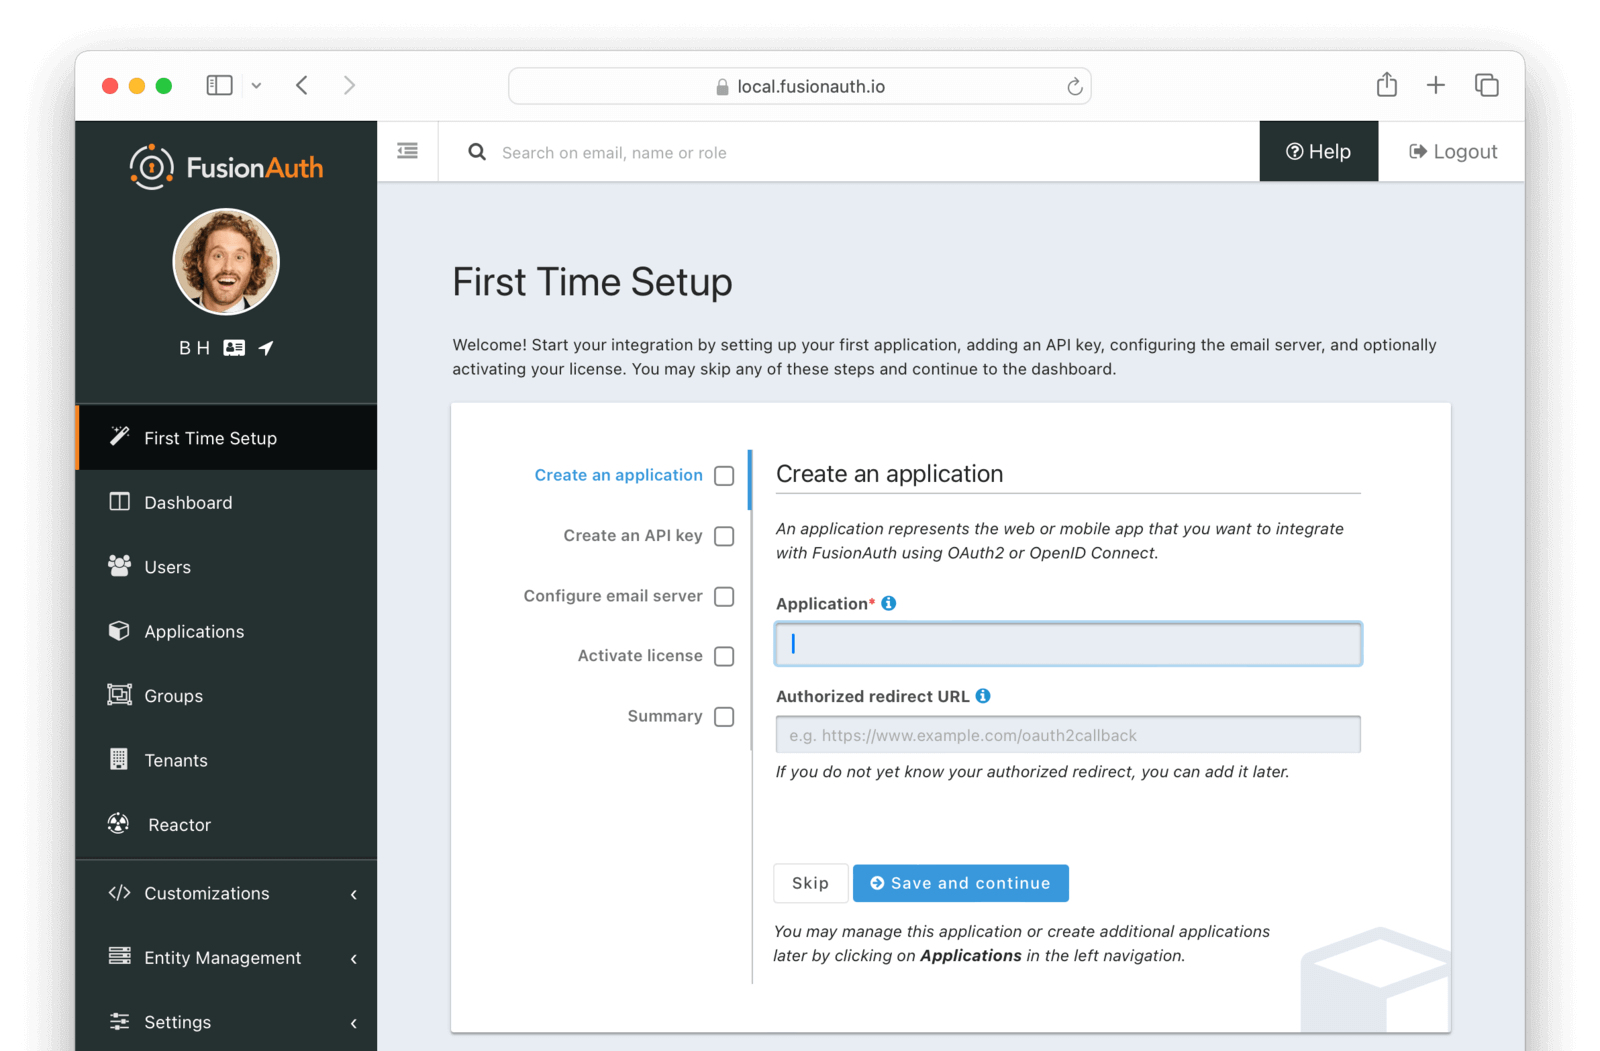 local.fusionauth.io
FusionAuth
Search on email, name or role
Help
Logout
B H
First Time Setup
Dashboard
Users
Applications
Groups
Tenants
Reactor
Customizations
Entity Management
Settings
First Time Setup
Welcome! Start your integration by setting up your first application, adding an API key, configuring the email server, and optionally
activating your license. You may skip any of these steps and continue to the dashboard.
Create an application
Create an API key
Configure email server
Activate license
Summary
Create an application
An application represents the web or mobile app that you want to integrate
with FusionAuth using OAuth2 or OpenID Connect.
Application*
Authorized redirect URL
e.g. https://www.example.com/oauth2callback
If you do not yet know your authorized redirect, you can add it later.
Skip
Save and continue
You may manage this application or create additional applications
later by clicking on Applications in the left navigation.